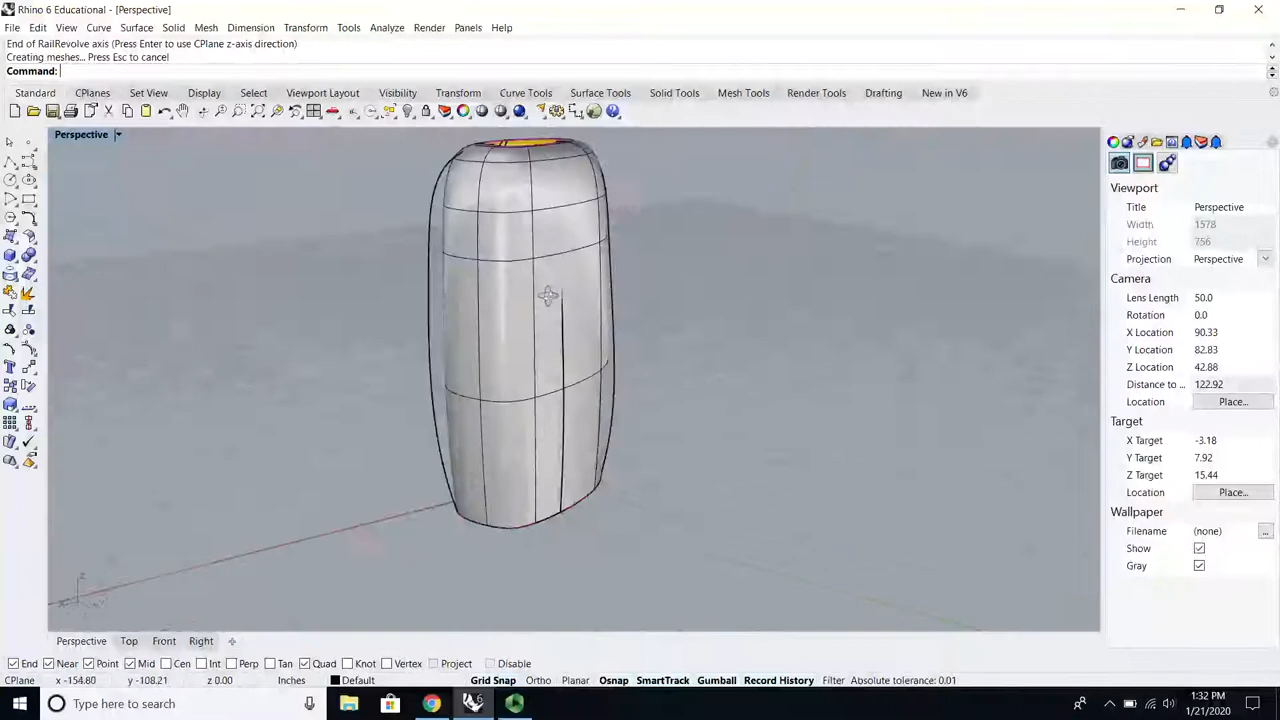 Rhino 6 Educational - [Perspective]
File Edit View Curve Surface Solid Mesh Dimension Transform Tools Analyze Render Panels Help
End of RailRevolve axis (Press Enter to use CPlane z-axis direction)
Creating meshes... Press Esc to cancel
Command:
Standard CPlanes Set View Display Select Viewport Layout Visibility Transform Curve Tools Surface Tools Solid Tools Mesh Tools Render Tools Drafting New in V6
Perspective
Viewport
Title Perspective
Width 1578
Height 756
Projection Perspective
Camera
Lens Length 50.0
Rotation 0.0
X Location 90.33
Y Location 82.83
Z Location 42.88
Distance to ... 122.92
Location Place...
Target
X Target -3.18
Y Target 7.92
Z Target 15.44
Location Place...
Wallpaper
Filename (none) ...
Show
Gray
z
Perspective Top Front Right
End Near Point Mid Cen Int Perp Tan Quad Knot Vertex Project Disable
CPlane x -154.80 y -108.21 z 0.00 Inches Default Grid Snap Ortho Planar Osnap SmartTrack Gumball Record History Filter Absolute tolerance: 0.01
Type here to search
1:32 PM
1/21/2020